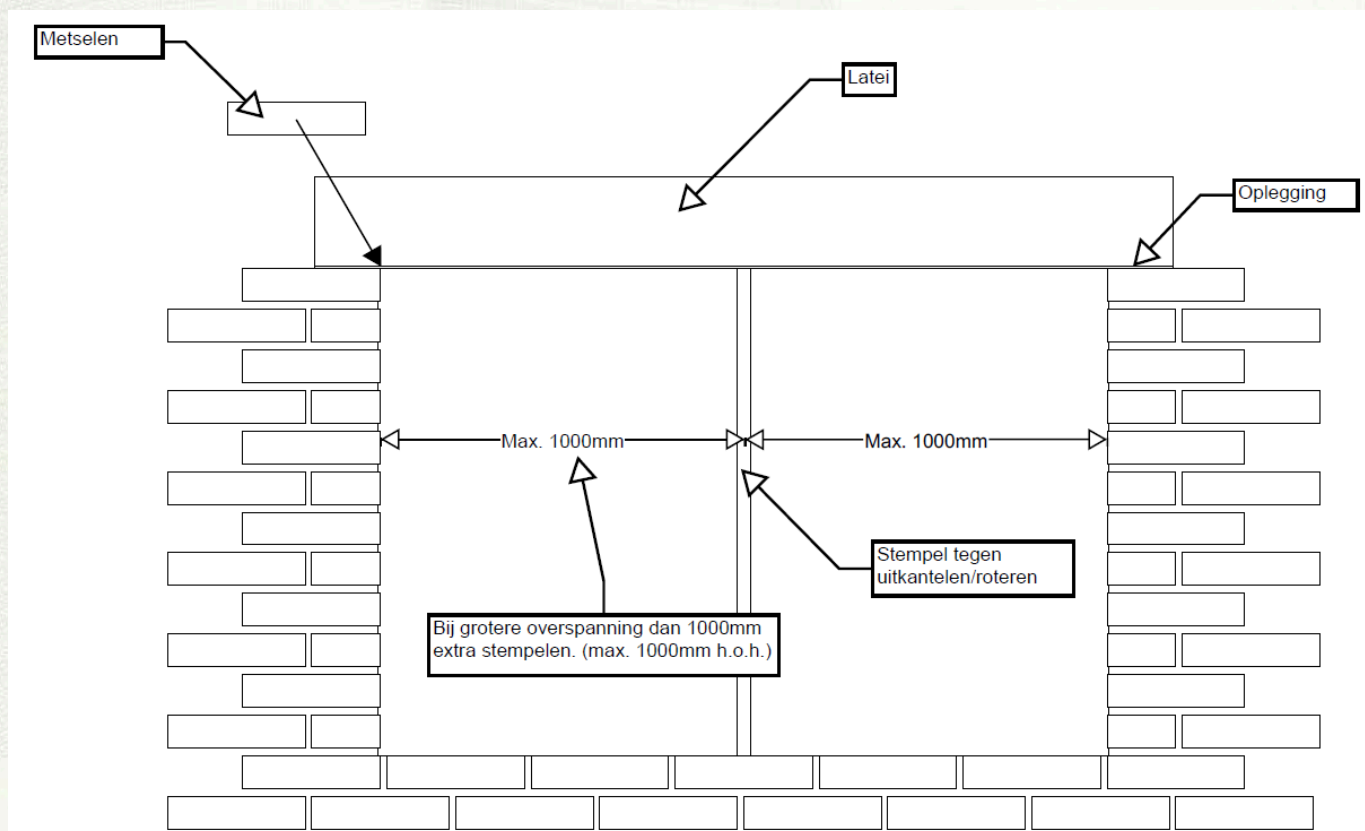 Metselen
Latei
Oplegging
Max. 1000mm
Max. 1000mm
Stempel tegen
uitkantelen/roteren
Bij grotere overspanning dan 1000mm
extra stempelen. (max. 1000mm h.o.h.)